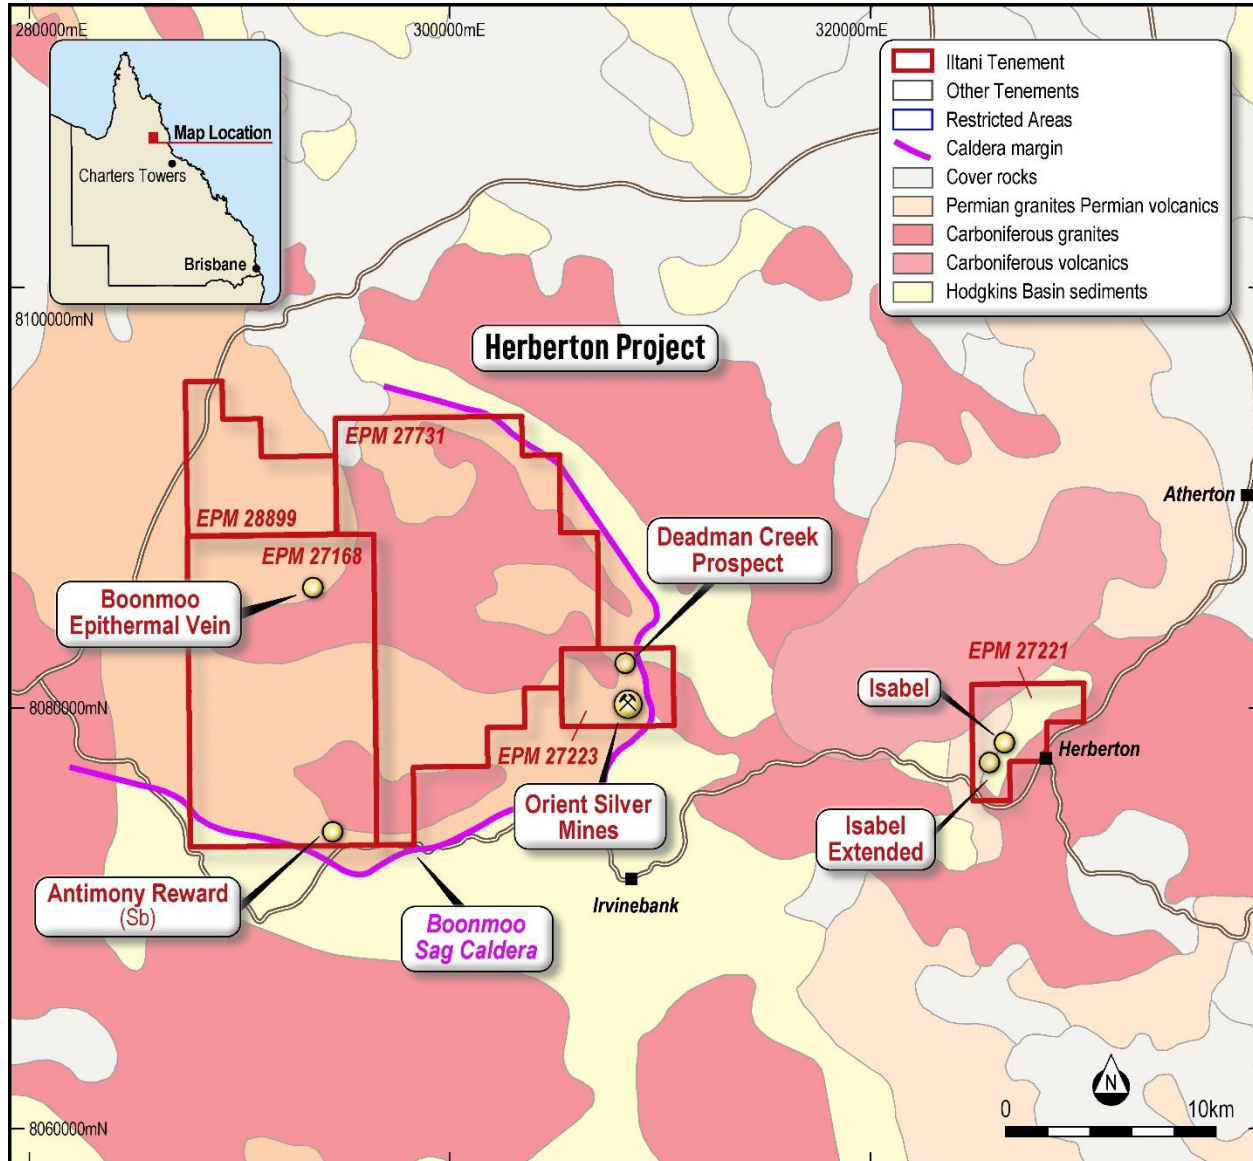 280000mE
300000mE
320000mE
Map Location
Charters Towers
Brisbane
Iltani Tenement
Other Tenements
Restricted Areas
Caldera margin
Cover rocks
Permian granites Permian volcanics
Carboniferous granites
Carboniferous volcanics
Hodgkins Basin sediments
8100000mN
Herberton Project
EPM 27731
Atherton
EPM 28899
EPM 27168
Deadman Creek
Prospect
Boonmoo
Epithermal Vein
EPM 27221
Isabel
8080000mN
EPM 27223
Herberton
Orient Silver
Mines
Isabel
Extended
Antimony Reward
(Sb)
Irvinebank
Boonmoo
Sag Caldera
N
0
10km
8060000mN